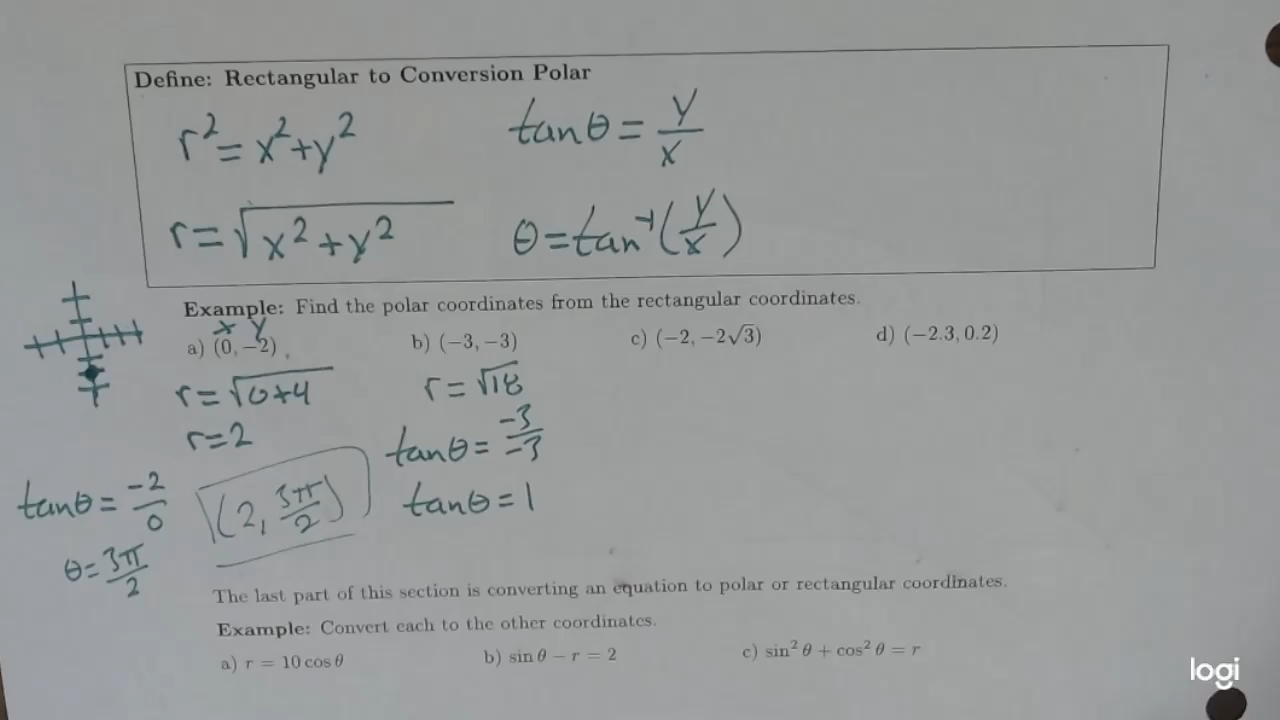 Define: Rectangular to Conversion Polar
r² = x² + y²
tanθ = y/x
r = √(x² + y²)
θ = tan⁻¹(y/x)
Example: Find the polar coordinates from the rectangular coordinates.
x y
a) (0, −2)
b) (−3, −3)
c) (−2, −2√3)
d) (−2.3, 0.2)
r = √(0+4)
r = √18
r = 2
tanθ = −3/−3
tanθ = −2/0
(2, 3π/2)
tanθ = 1
θ = 3π/2
The last part of this section is converting an equation to polar or rectangular coordinates.
Example: Convert each to the other coordinates.
a) r = 10 cos θ
b) sin θ − r = 2
c) sin² θ + cos² θ = r
logi